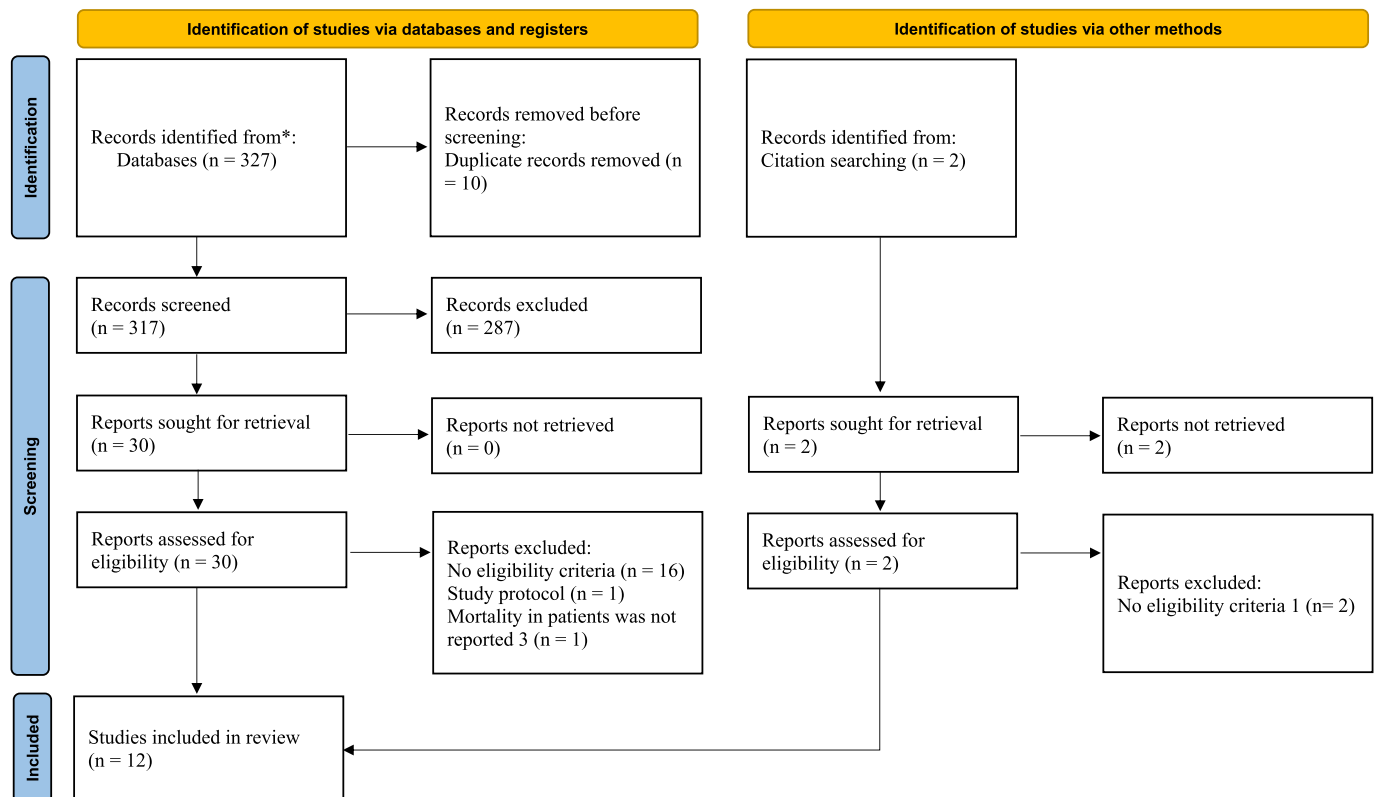 Identification of studies via databases and registers
Identification of studies via other methods
Identification
Records identified from*:
Databases (n = 327)
Records removed before
screening:
Duplicate records removed (n
= 10)
Records identified from:
Citation searching (n = 2)
Screening
Records screened
(n = 317)
Records excluded
(n = 287)
Reports sought for retrieval
(n = 30)
Reports not retrieved
(n = 0)
Reports sought for retrieval
(n = 2)
Reports not retrieved
(n = 2)
Reports assessed for
eligibility (n = 30)
Reports excluded:
No eligibility criteria (n = 16)
Study protocol (n = 1)
Mortality in patients was not
reported 3 (n = 1)
Reports assessed for
eligibility (n = 2)
Reports excluded:
No eligibility criteria 1 (n= 2)
Included
Studies included in review
(n = 12)